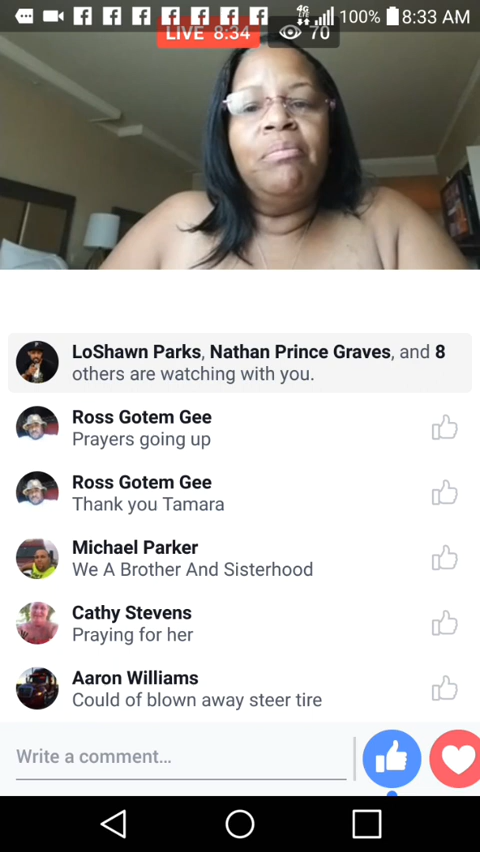 4G
LTE
100%
8:33 AM
LIVE 8:34
70
LoShawn Parks, Nathan Prince Graves, and 8
others are watching with you.
Ross Gotem Gee
Prayers going up
Ross Gotem Gee
Thank you Tamara
Michael Parker
We A Brother And Sisterhood
Cathy Stevens
Praying for her
Aaron Williams
Could of blown away steer tire
Write a comment...